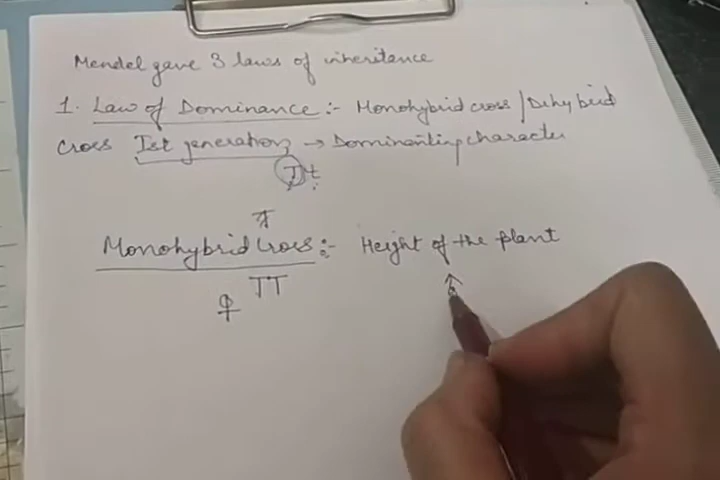 Mendel gave 3 laws of inheritance
1. Law of Dominance :- Monohybrid cross / Dihybrid
cross Ist generation → Dominanting character
Tt
Monohybrid Cross :- Height of the plant
♀ TT